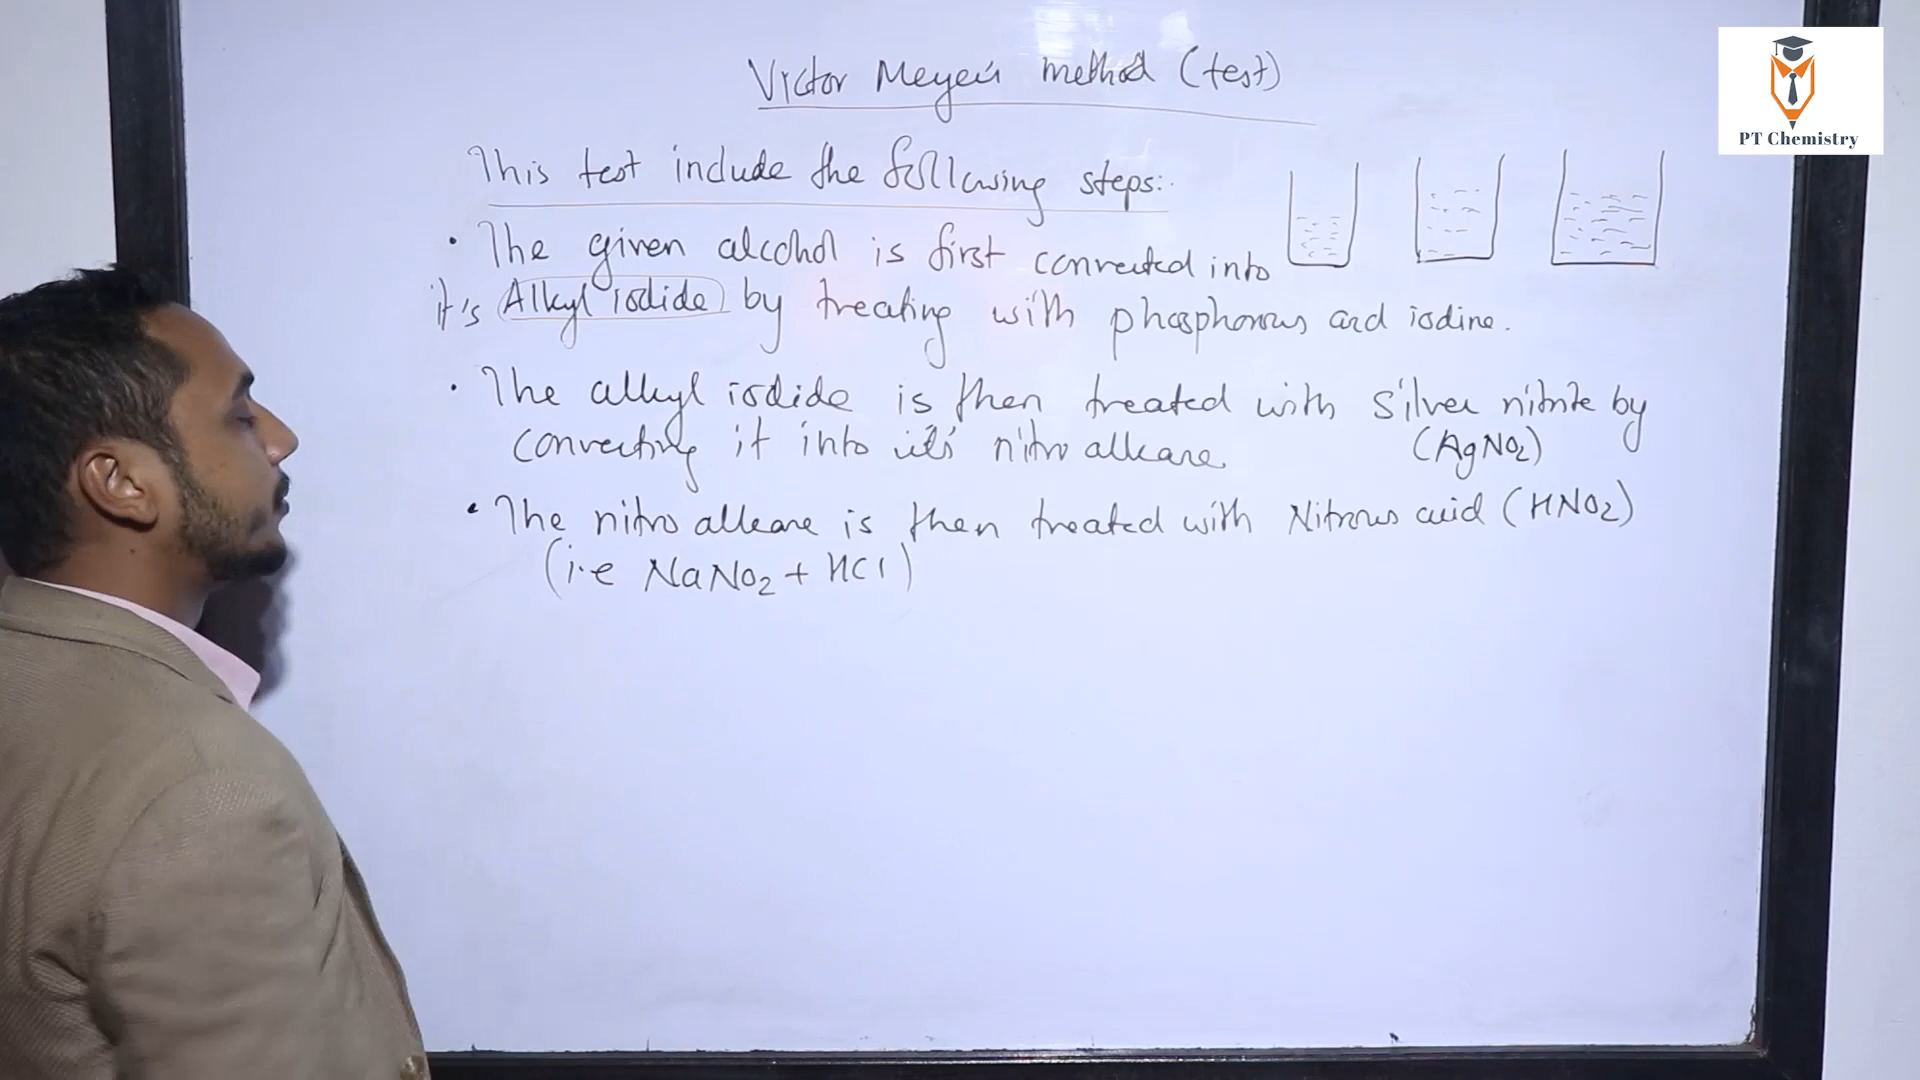 Victor Meyer's method (test)
PT Chemistry
This test include the following steps:
• The given alcohol is first converted into
it's Alkyl iodide by treating with phosphorous and iodine.
• The alkyl iodide is then treated with silver nitrite by
(AgNO2)
converting it into it's nitro alkane.
• The nitro alkane is then treated with Nitrous acid (HNO2)
(i.e NaNO2 + HCl)